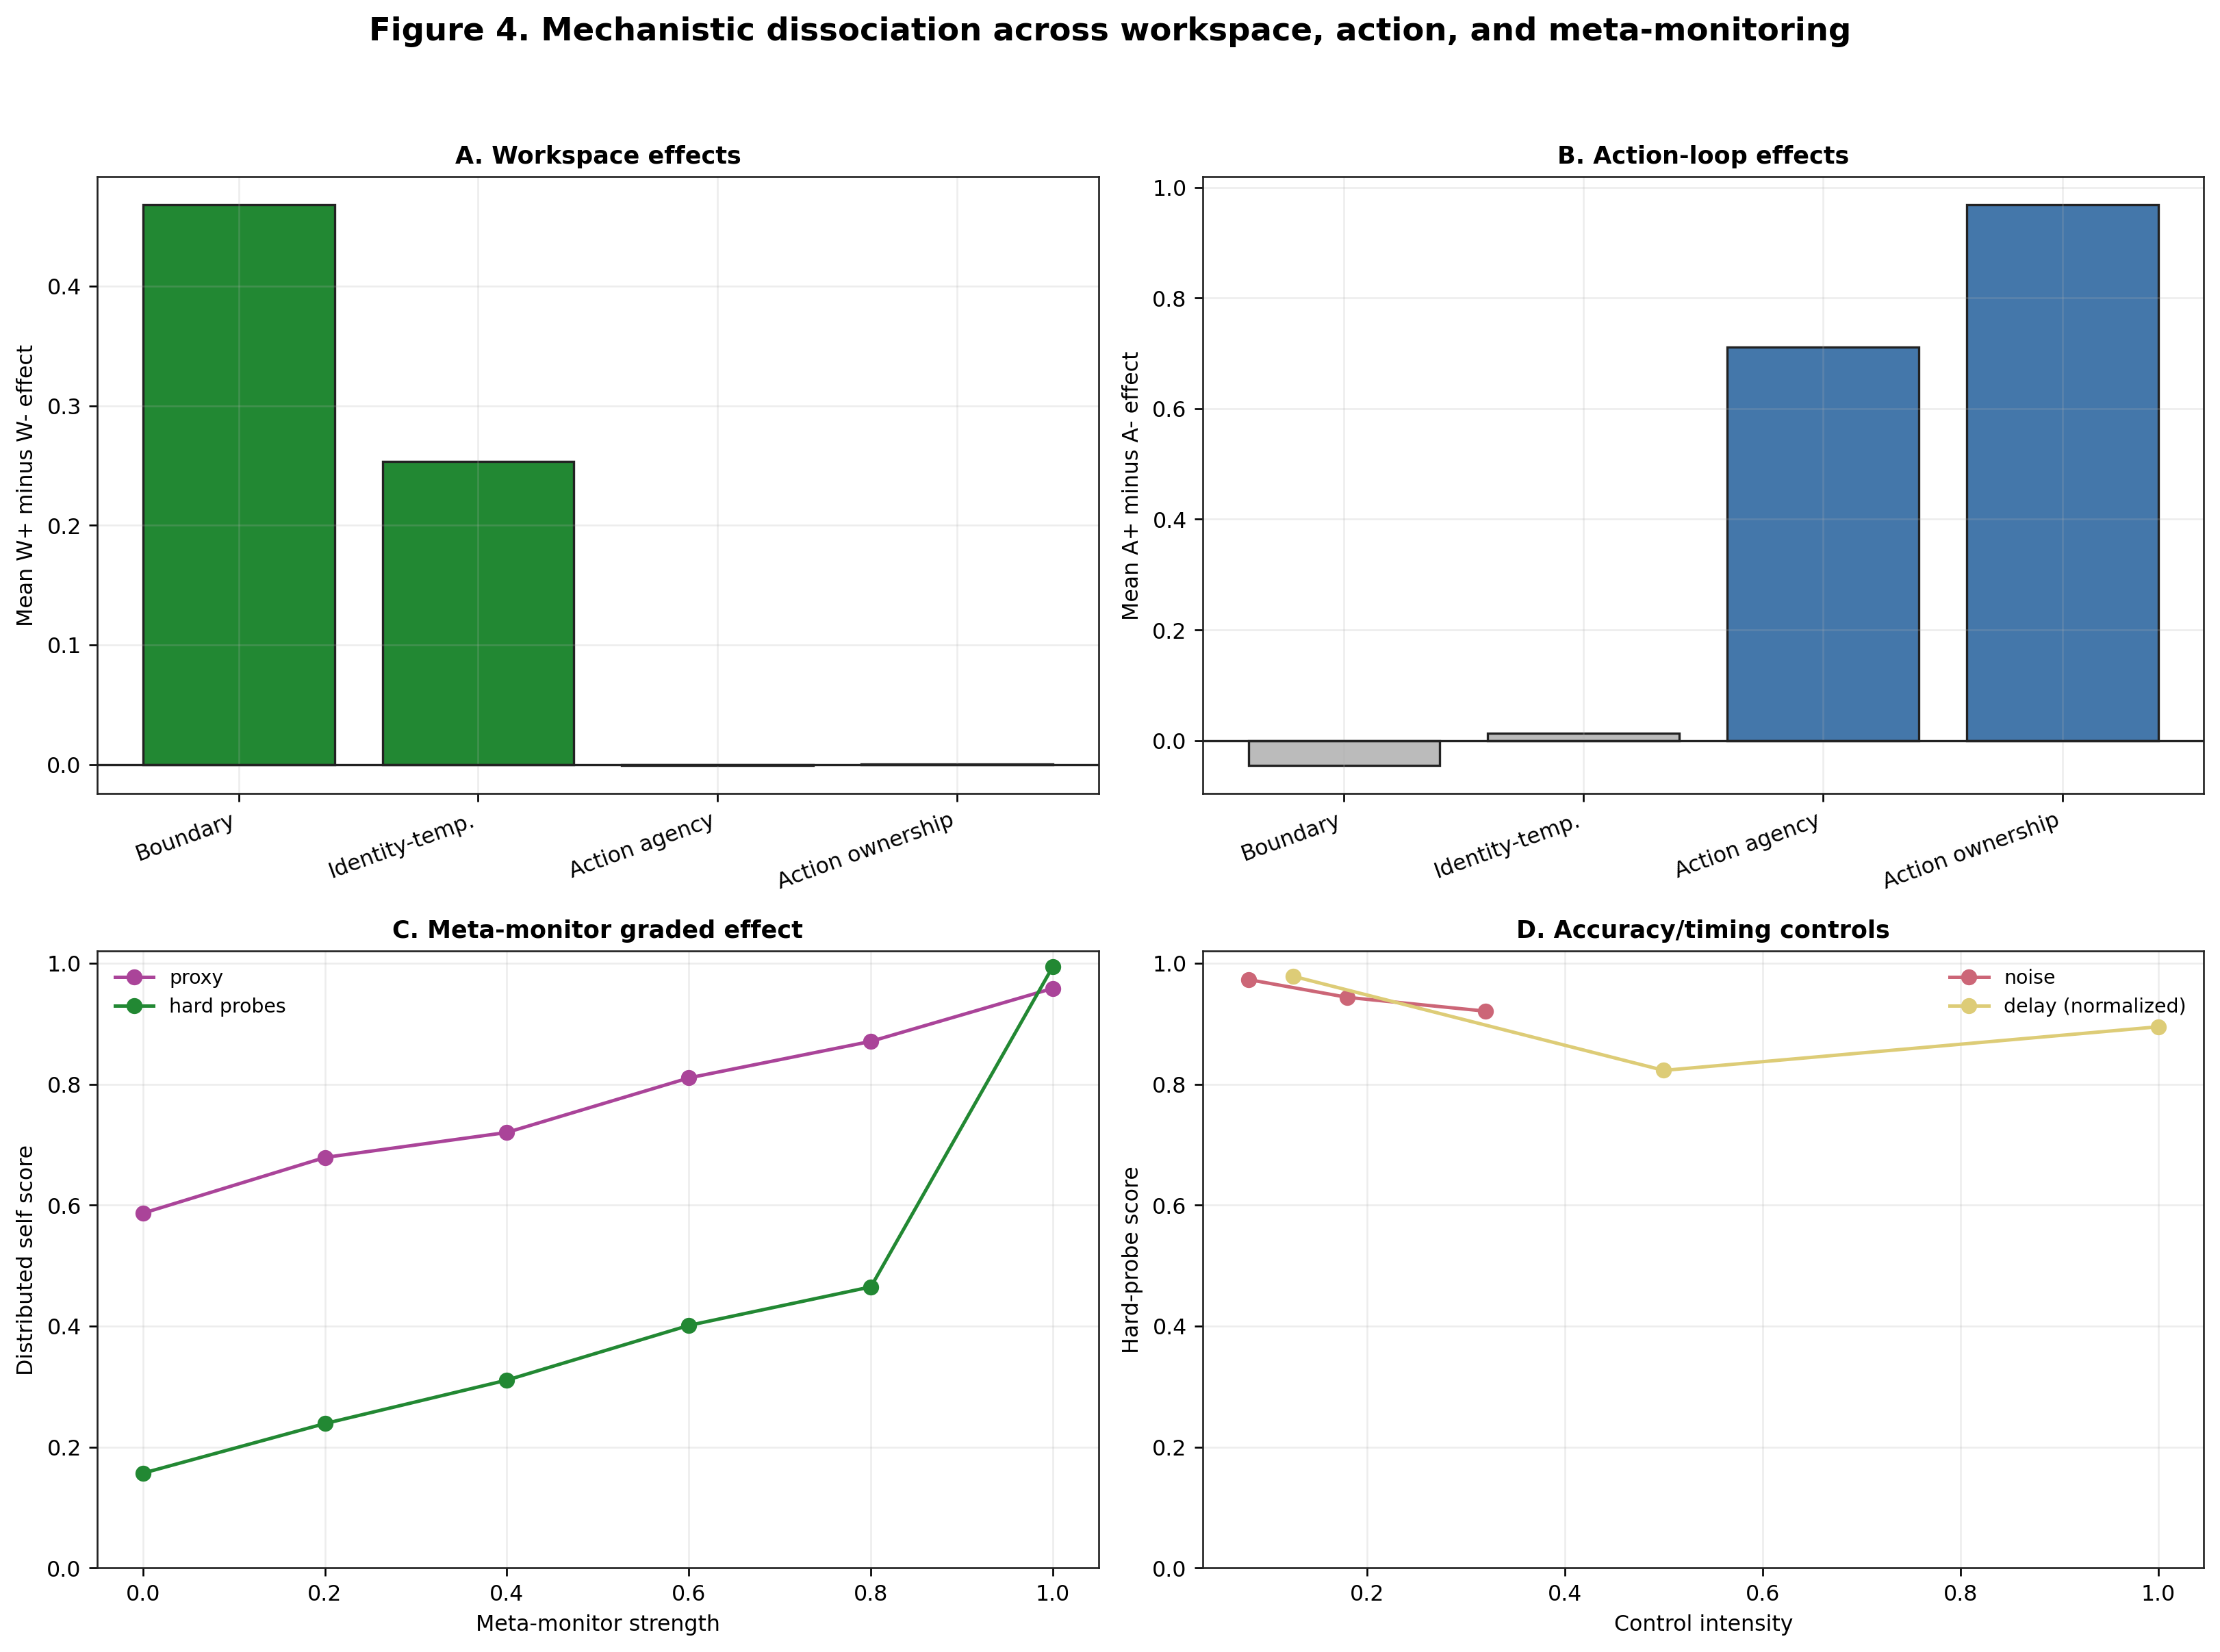 Figure 4. Mechanistic dissociation across workspace, action, and meta-monitoring
A. Workspace effects
Mean W+ minus W- effect
0.4
0.3
0.2
0.1
0.0
Boundary
Identity-temp.
Action agency
Action ownership
B. Action-loop effects
Mean A+ minus A- effect
1.0
0.8
0.6
0.4
0.2
0.0
Boundary
Identity-temp.
Action agency
Action ownership
C. Meta-monitor graded effect
proxy
hard probes
Distributed self score
1.0
0.8
0.6
0.4
0.2
0.0
0.0 0.2 0.4 0.6 0.8 1.0
Meta-monitor strength
D. Accuracy/timing controls
noise
delay (normalized)
Hard-probe score
1.0
0.8
0.6
0.4
0.2
0.0
0.2 0.4 0.6 0.8 1.0
Control intensity